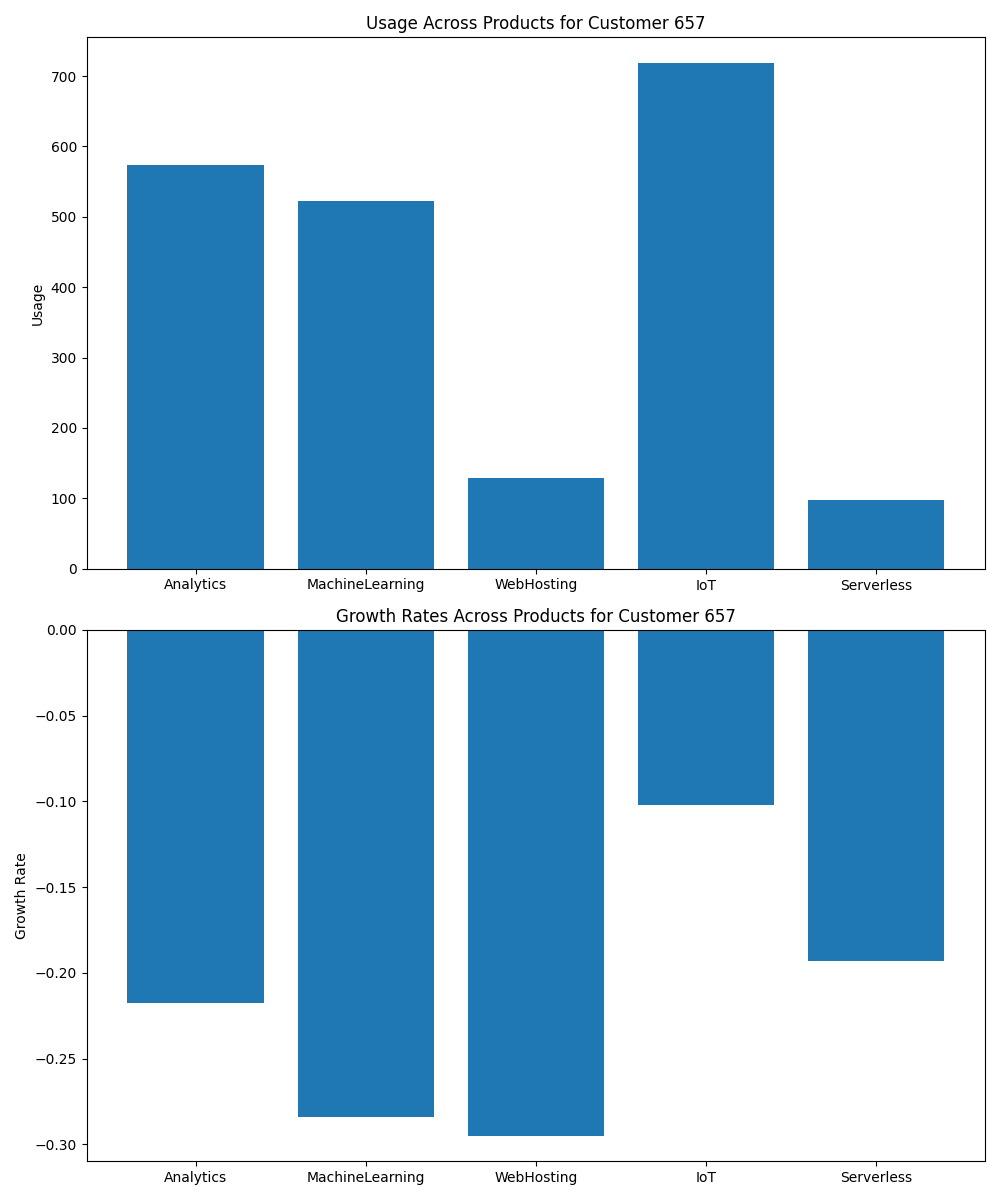 Usage Across Products for Customer 657
700
600
500
400
300
200
100
0
Usage
Analytics MachineLearning WebHosting IoT Serverless
Growth Rates Across Products for Customer 657
0.00
−0.05
−0.10
−0.15
−0.20
−0.25
−0.30
Growth Rate
Analytics MachineLearning WebHosting IoT Serverless